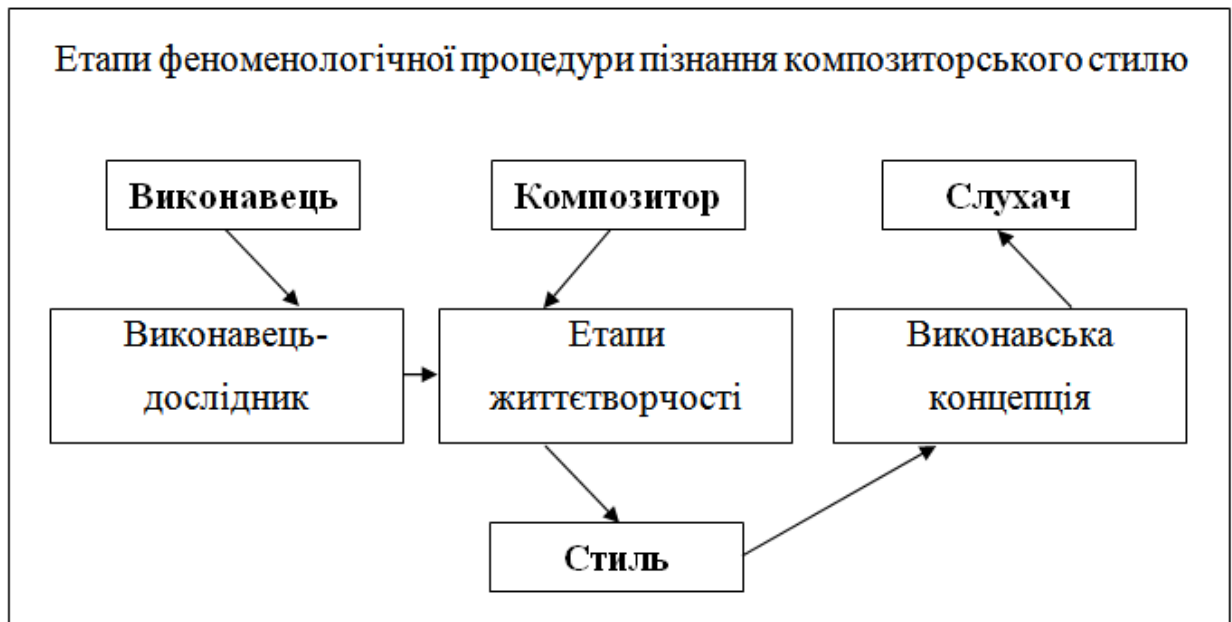 Етапи феноменологічної процедури пізнання композиторського стилю
Виконавець
Композитор
Слухач
Виконавець-
дослідник
Етапи
життєтворчості
Виконавська
концепція
Стиль